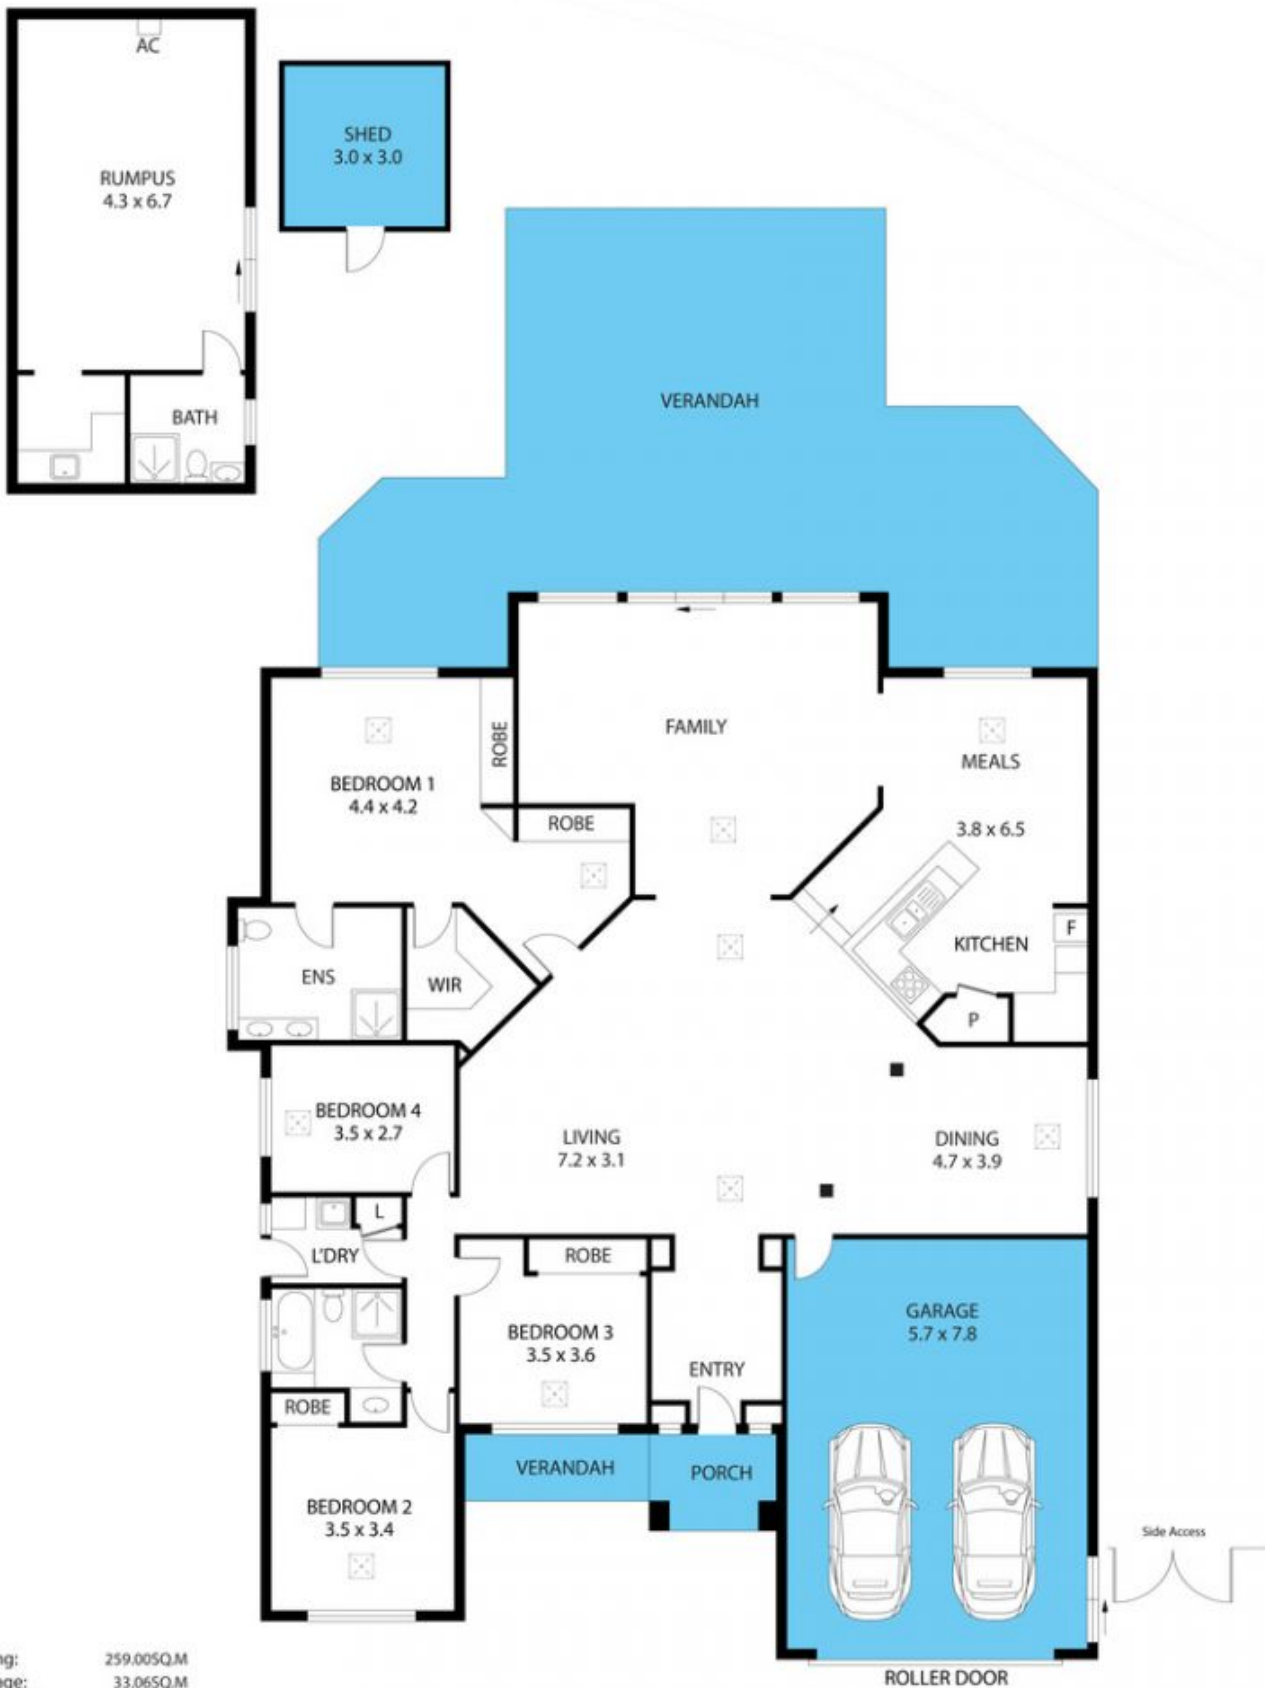 AC
RUMPUS
4.3 x 6.7
SHED
3.0 x 3.0
BATH
VERANDAH
ROBE
FAMILY
MEALS
BEDROOM 1
4.4 x 4.2
ROBE
3.8 x 6.5
F
KITCHEN
ENS
WIR
P
BEDROOM 4
3.5 x 2.7
LIVING
7.2 x 3.1
DINING
4.7 x 3.9
L
L'DRY
ROBE
GARAGE
5.7 x 7.8
BEDROOM 3
3.5 x 3.6
ENTRY
ROBE
VERANDAH
PORCH
BEDROOM 2
3.5 x 3.4
Side Access
259.00SQ.M
33.06SQ.M
ROLLER DOOR